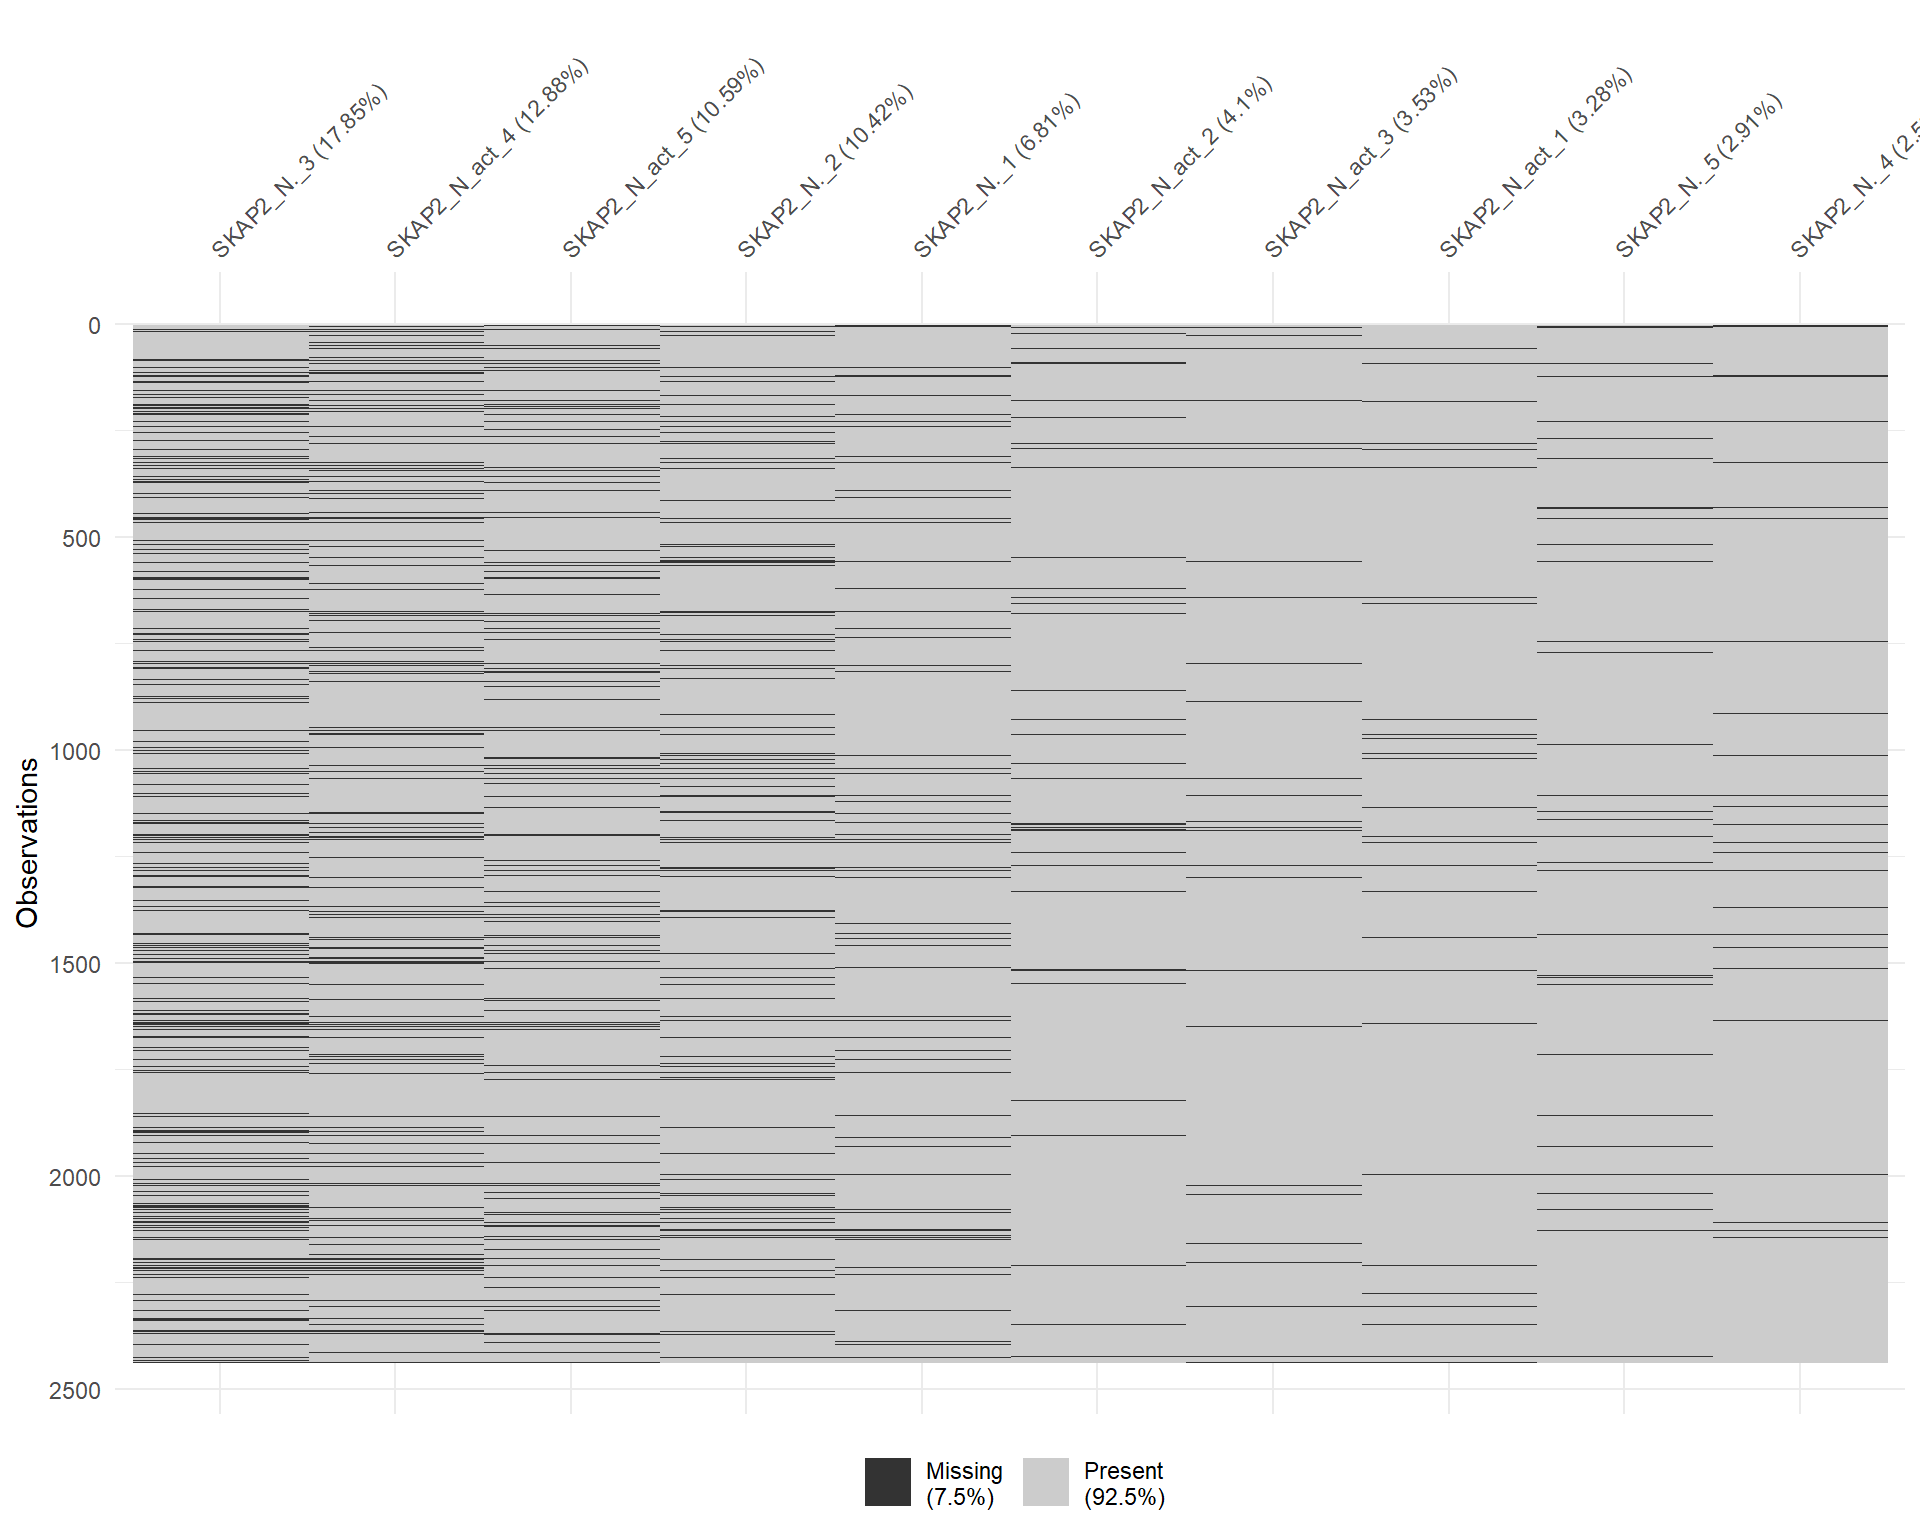 SKAP2_N._3 (17.85%)
SKAP2_N_act_4 (12.88%)
SKAP2_N_act_5 (10.59%)
SKAP2_N._2 (10.42%)
SKAP2_N._1 (6.81%)
SKAP2_N_act_2 (4.1%)
SKAP2_N_act_3 (3.53%)
SKAP2_N_act_1 (3.28%)
SKAP2_N._5 (2.91%)
SKAP2_N._4 (2.5
0
500
1000
1500
2000
2500
Observations
Missing
(7.5%)
Present
(92.5%)